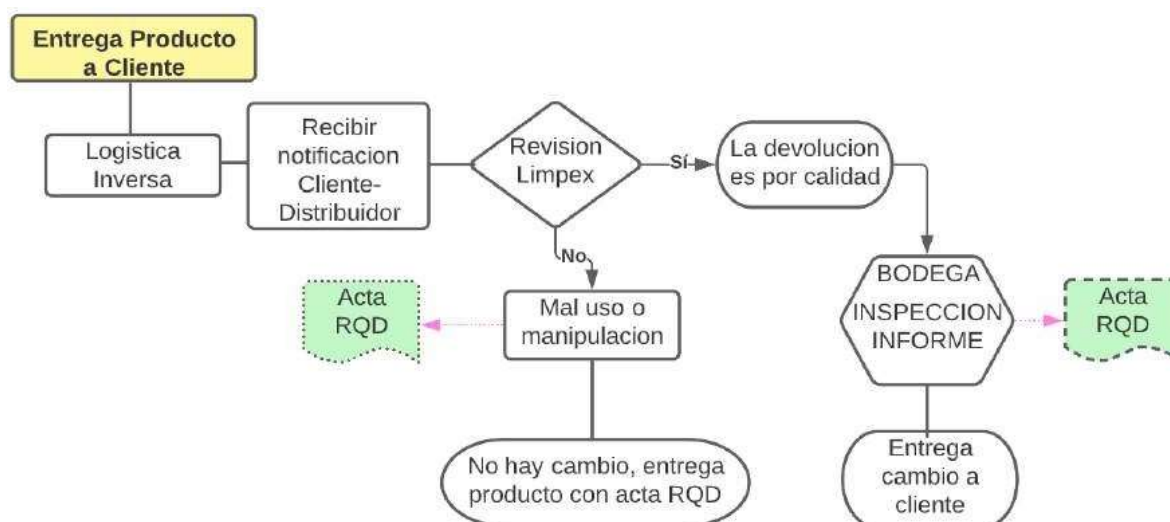 Entrega Producto
a Cliente
Logistica
Inversa
Recibir
notificacion
Cliente-
Distribuidor
Revision
Limpex
Sí
La devolucion
es por calidad
No
Acta
RQD
Mal uso o
manipulacion
BODEGA
INSPECCION
INFORME
Acta
RQD
No hay cambio, entrega
producto con acta RQD
Entrega
cambio a
cliente